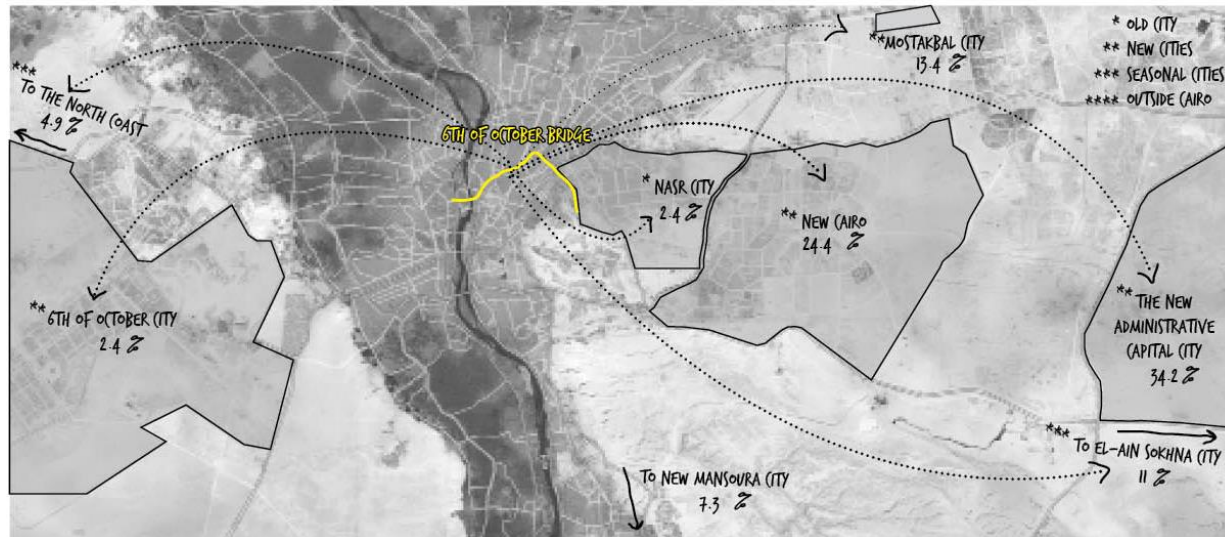 * OLD CITY
** NEW CITIES
*** SEASONAL CITIES
**** OUTSIDE CAIRO
**MOSTAKBAL CITY
13.4 %
***
TO THE NORTH COAST
4.9 %
6TH OF OCTOBER BRIDGE
* NASR CITY
2.4 %
** NEW CAIRO
24.4 %
** 6TH OF OCTOBER CITY
2.4 %
** THE NEW
ADMINISTRATIVE
CAPITAL CITY
34.2 %
*** TO EL-AIN SOKHNA CITY
11 %
TO NEW MANSOURA CITY
7.3 %